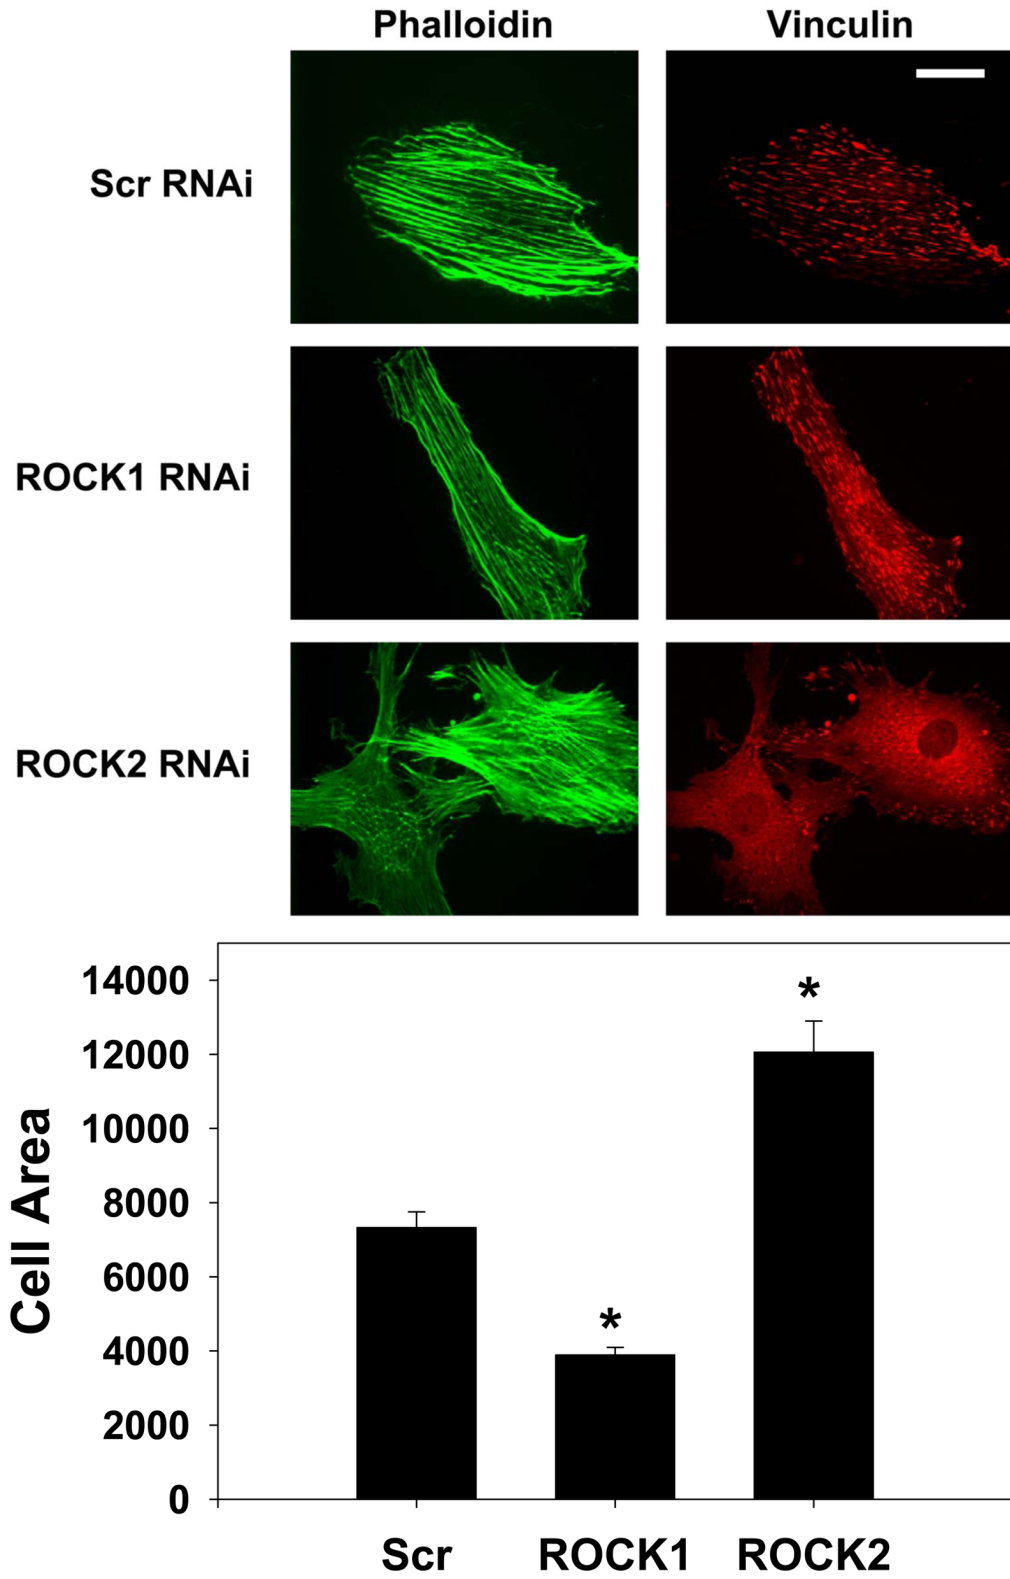 Phalloidin Vinculin
Scr RNAi
ROCK1 RNAi
ROCK2 RNAi
14000
12000
10000
8000
6000
4000
2000
0
Cell Area
*
*
Scr ROCK1 ROCK2